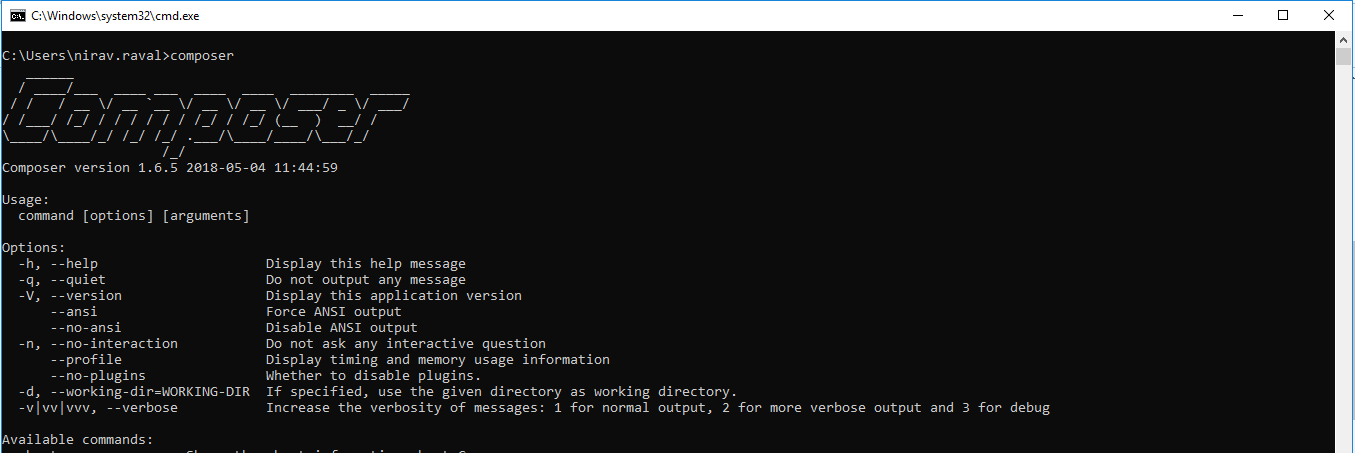 C:\Windows\system32\cmd.exe
C:\Users\nirav.raval>composer
Composer
Composer version 1.6.5 2018-05-04 11:44:59
Usage:
command [options] [arguments]
Options:
-h, --help Display this help message
-q, --quiet Do not output any message
-V, --version Display this application version
--ansi Force ANSI output
--no-ansi Disable ANSI output
-n, --no-interaction Do not ask any interactive question
--profile Display timing and memory usage information
--no-plugins Whether to disable plugins.
-d, --working-dir=WORKING-DIR If specified, use the given directory as working directory.
-v|vv|vvv, --verbose Increase the verbosity of messages: 1 for normal output, 2 for more verbose output and 3 for debug
Available commands: